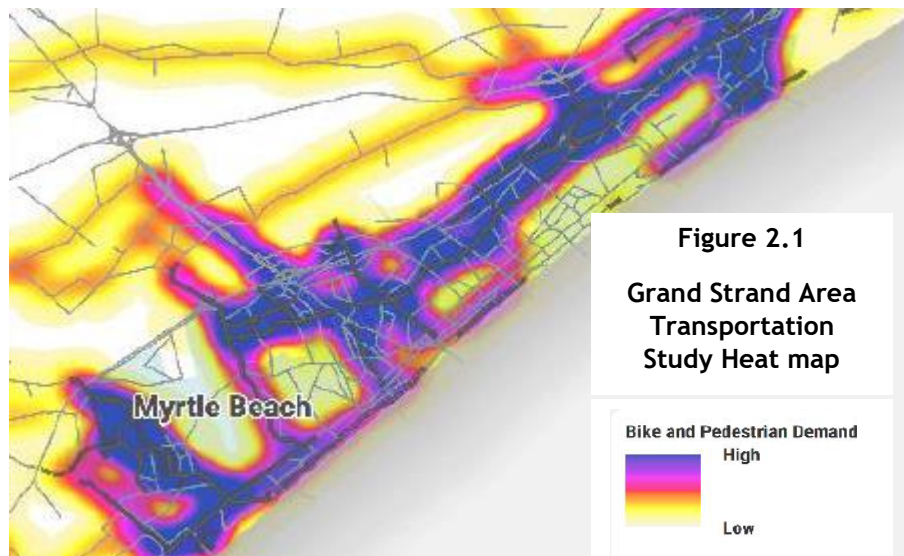 Figure 2.1
Grand Strand Area
Transportation
Study Heat map
Myrtle Beach
Bike and Pedestrian Demand
High
Low